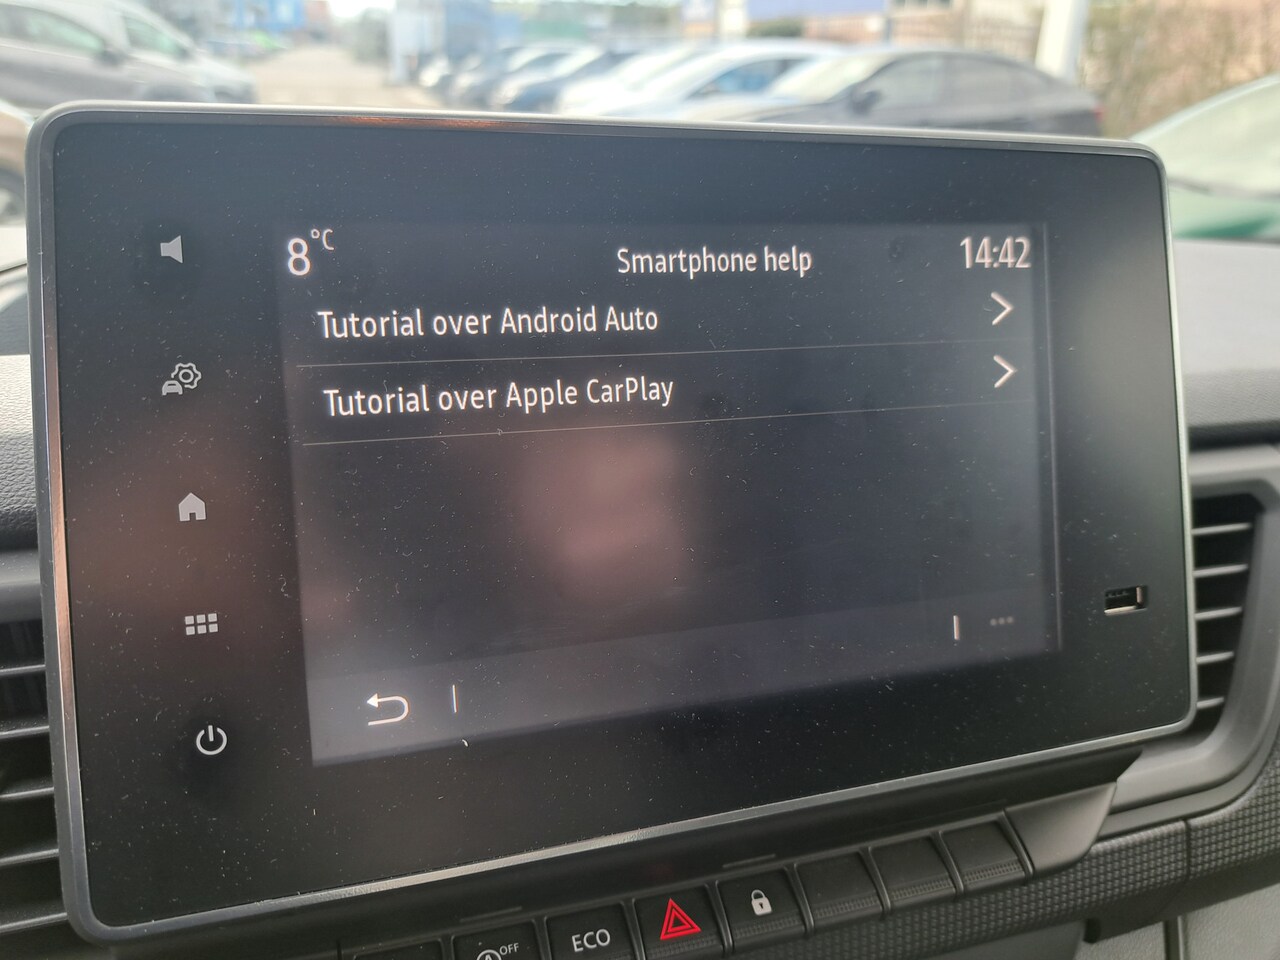 8°C
Smartphone help
14:42
Tutorial over Android Auto
Tutorial over Apple CarPlay
OFF
ECO